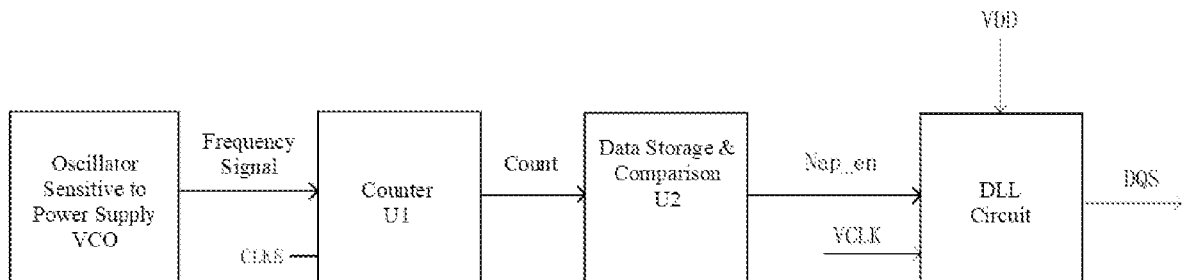 VDD
Oscillator
Sensitive to
Power Supply
VCO
Frequency
Signal
Counter
U1
Count
Data Storage &
Comparison
U2
Nap_en
VCLK
DLL
Circuit
DQS